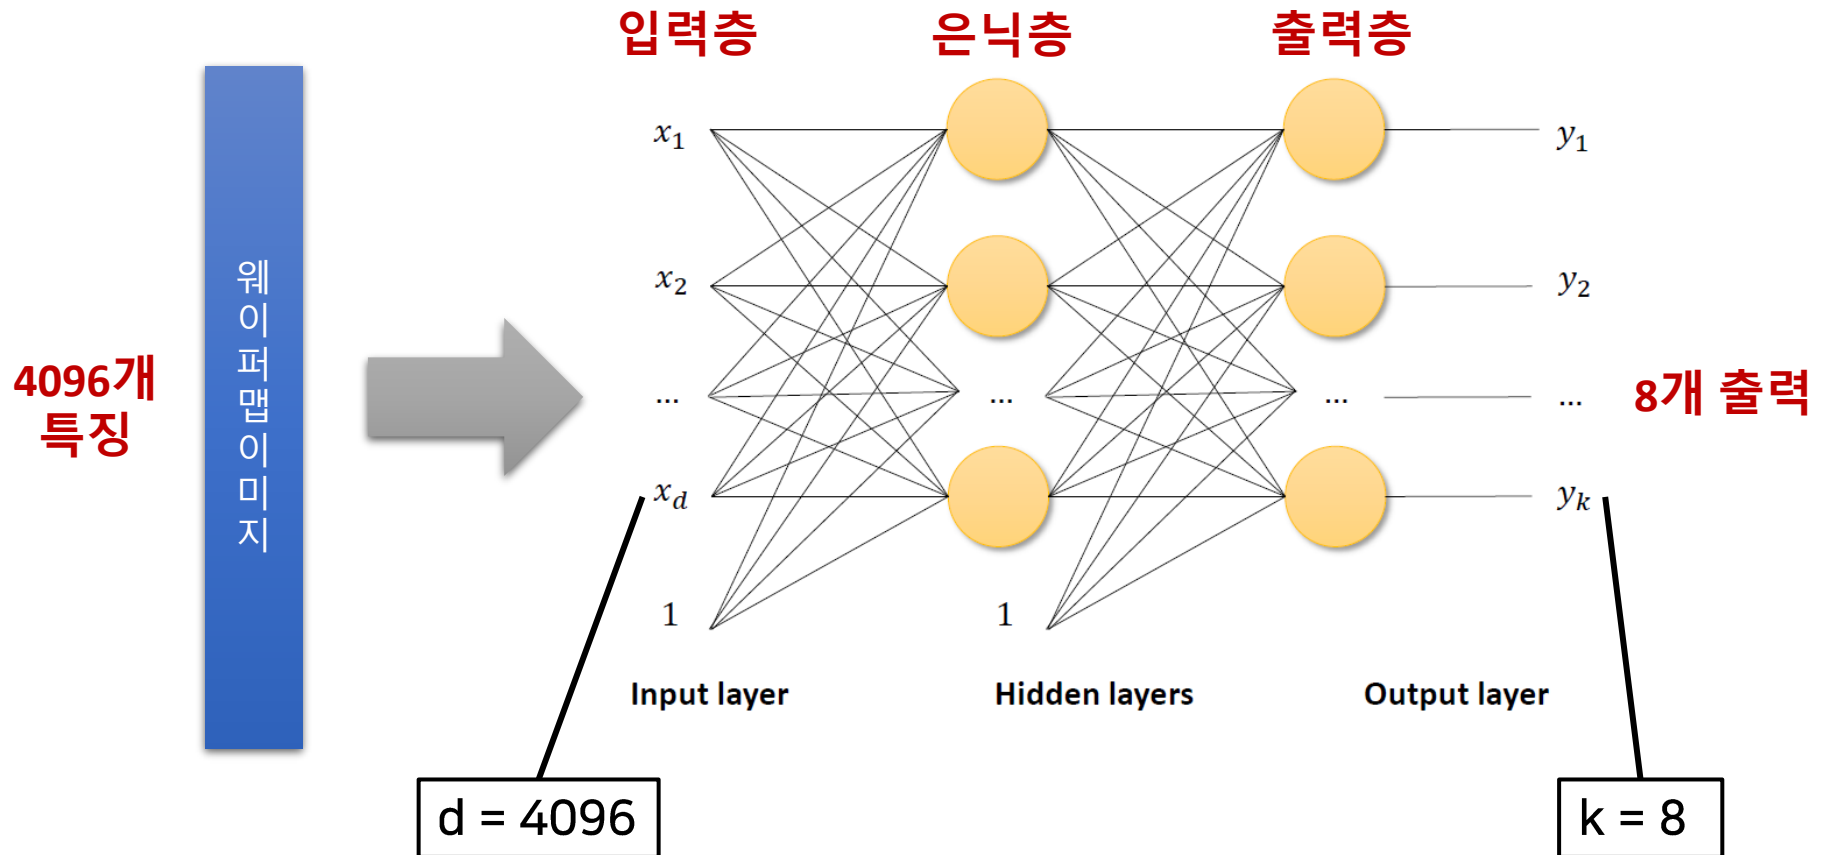 입력층 은닉층 출력층
4096개
특징
웨이퍼맵이미지
x₁
x₂
...
x_d
1
...
1
...
y₁
y₂
...
y_k
8개 출력
Input layer Hidden layers Output layer
d = 4096
k = 8